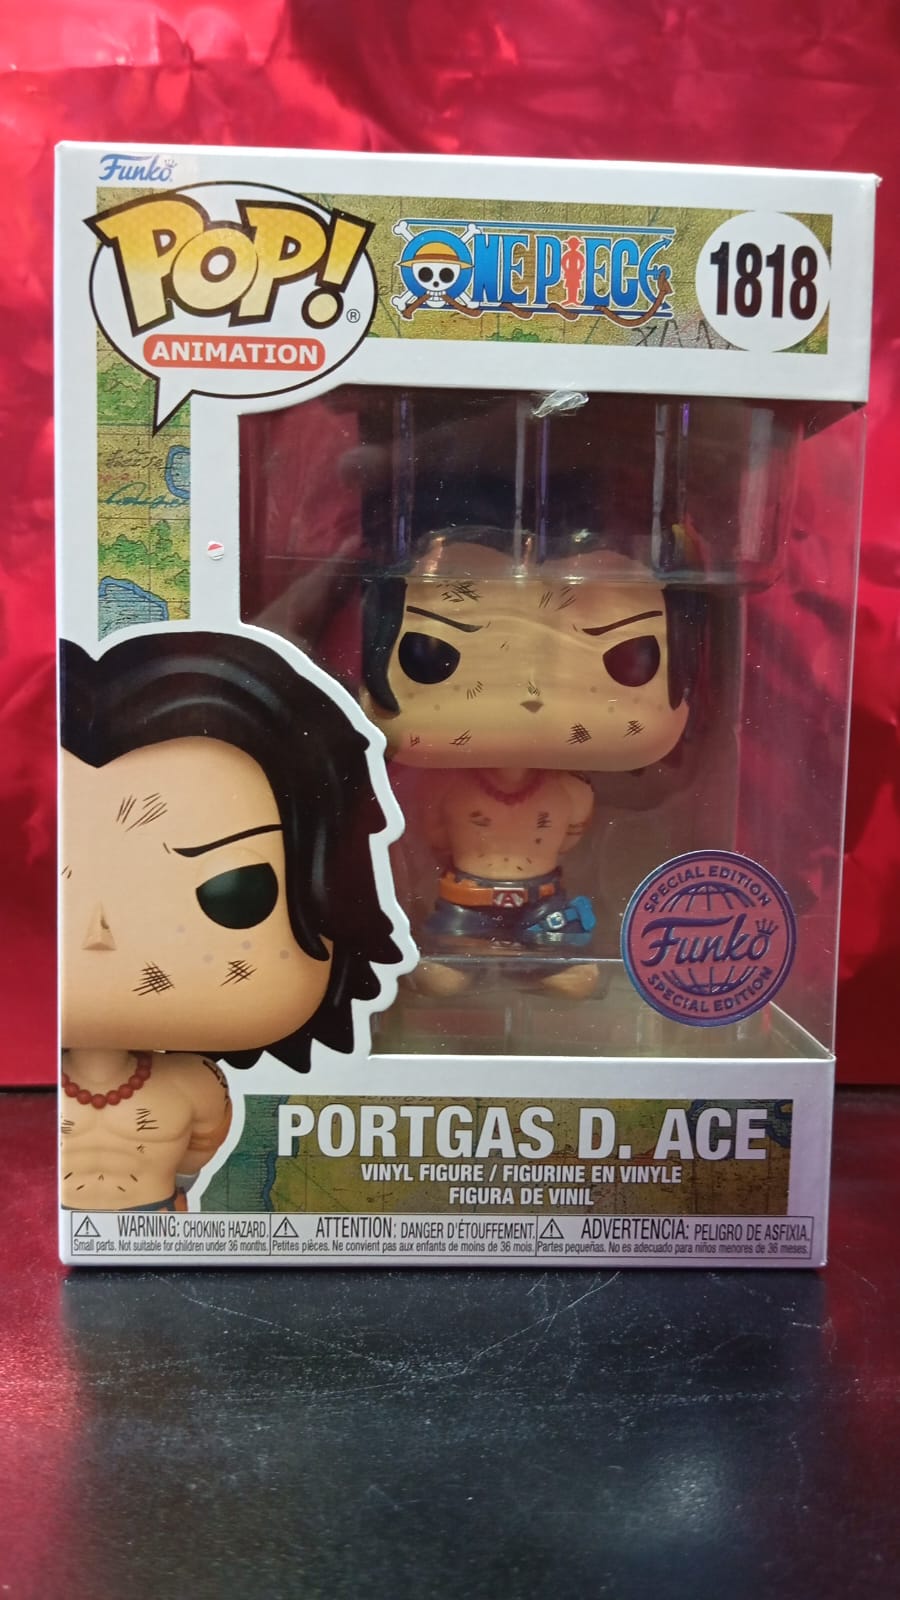 Funko
POP!®
ANIMATION
ONE PIECE
1818
SPECIAL EDITION
Funko
SPECIAL EDITION
PORTGAS D. ACE
VINYL FIGURE / FIGURINE EN VINYLE
FIGURA DE VINIL
WARNING: CHOKING HAZARD.
Small parts. Not suitable for children under 36 months.
ATTENTION: DANGER D'ÉTOUFFEMENT.
Petites pièces. Ne convient pas aux enfants de moins de 36 mois.
ADVERTENCIA: PELIGRO DE ASFIXIA.
Partes pequeñas. No es adecuado para niños menores de 36 meses.